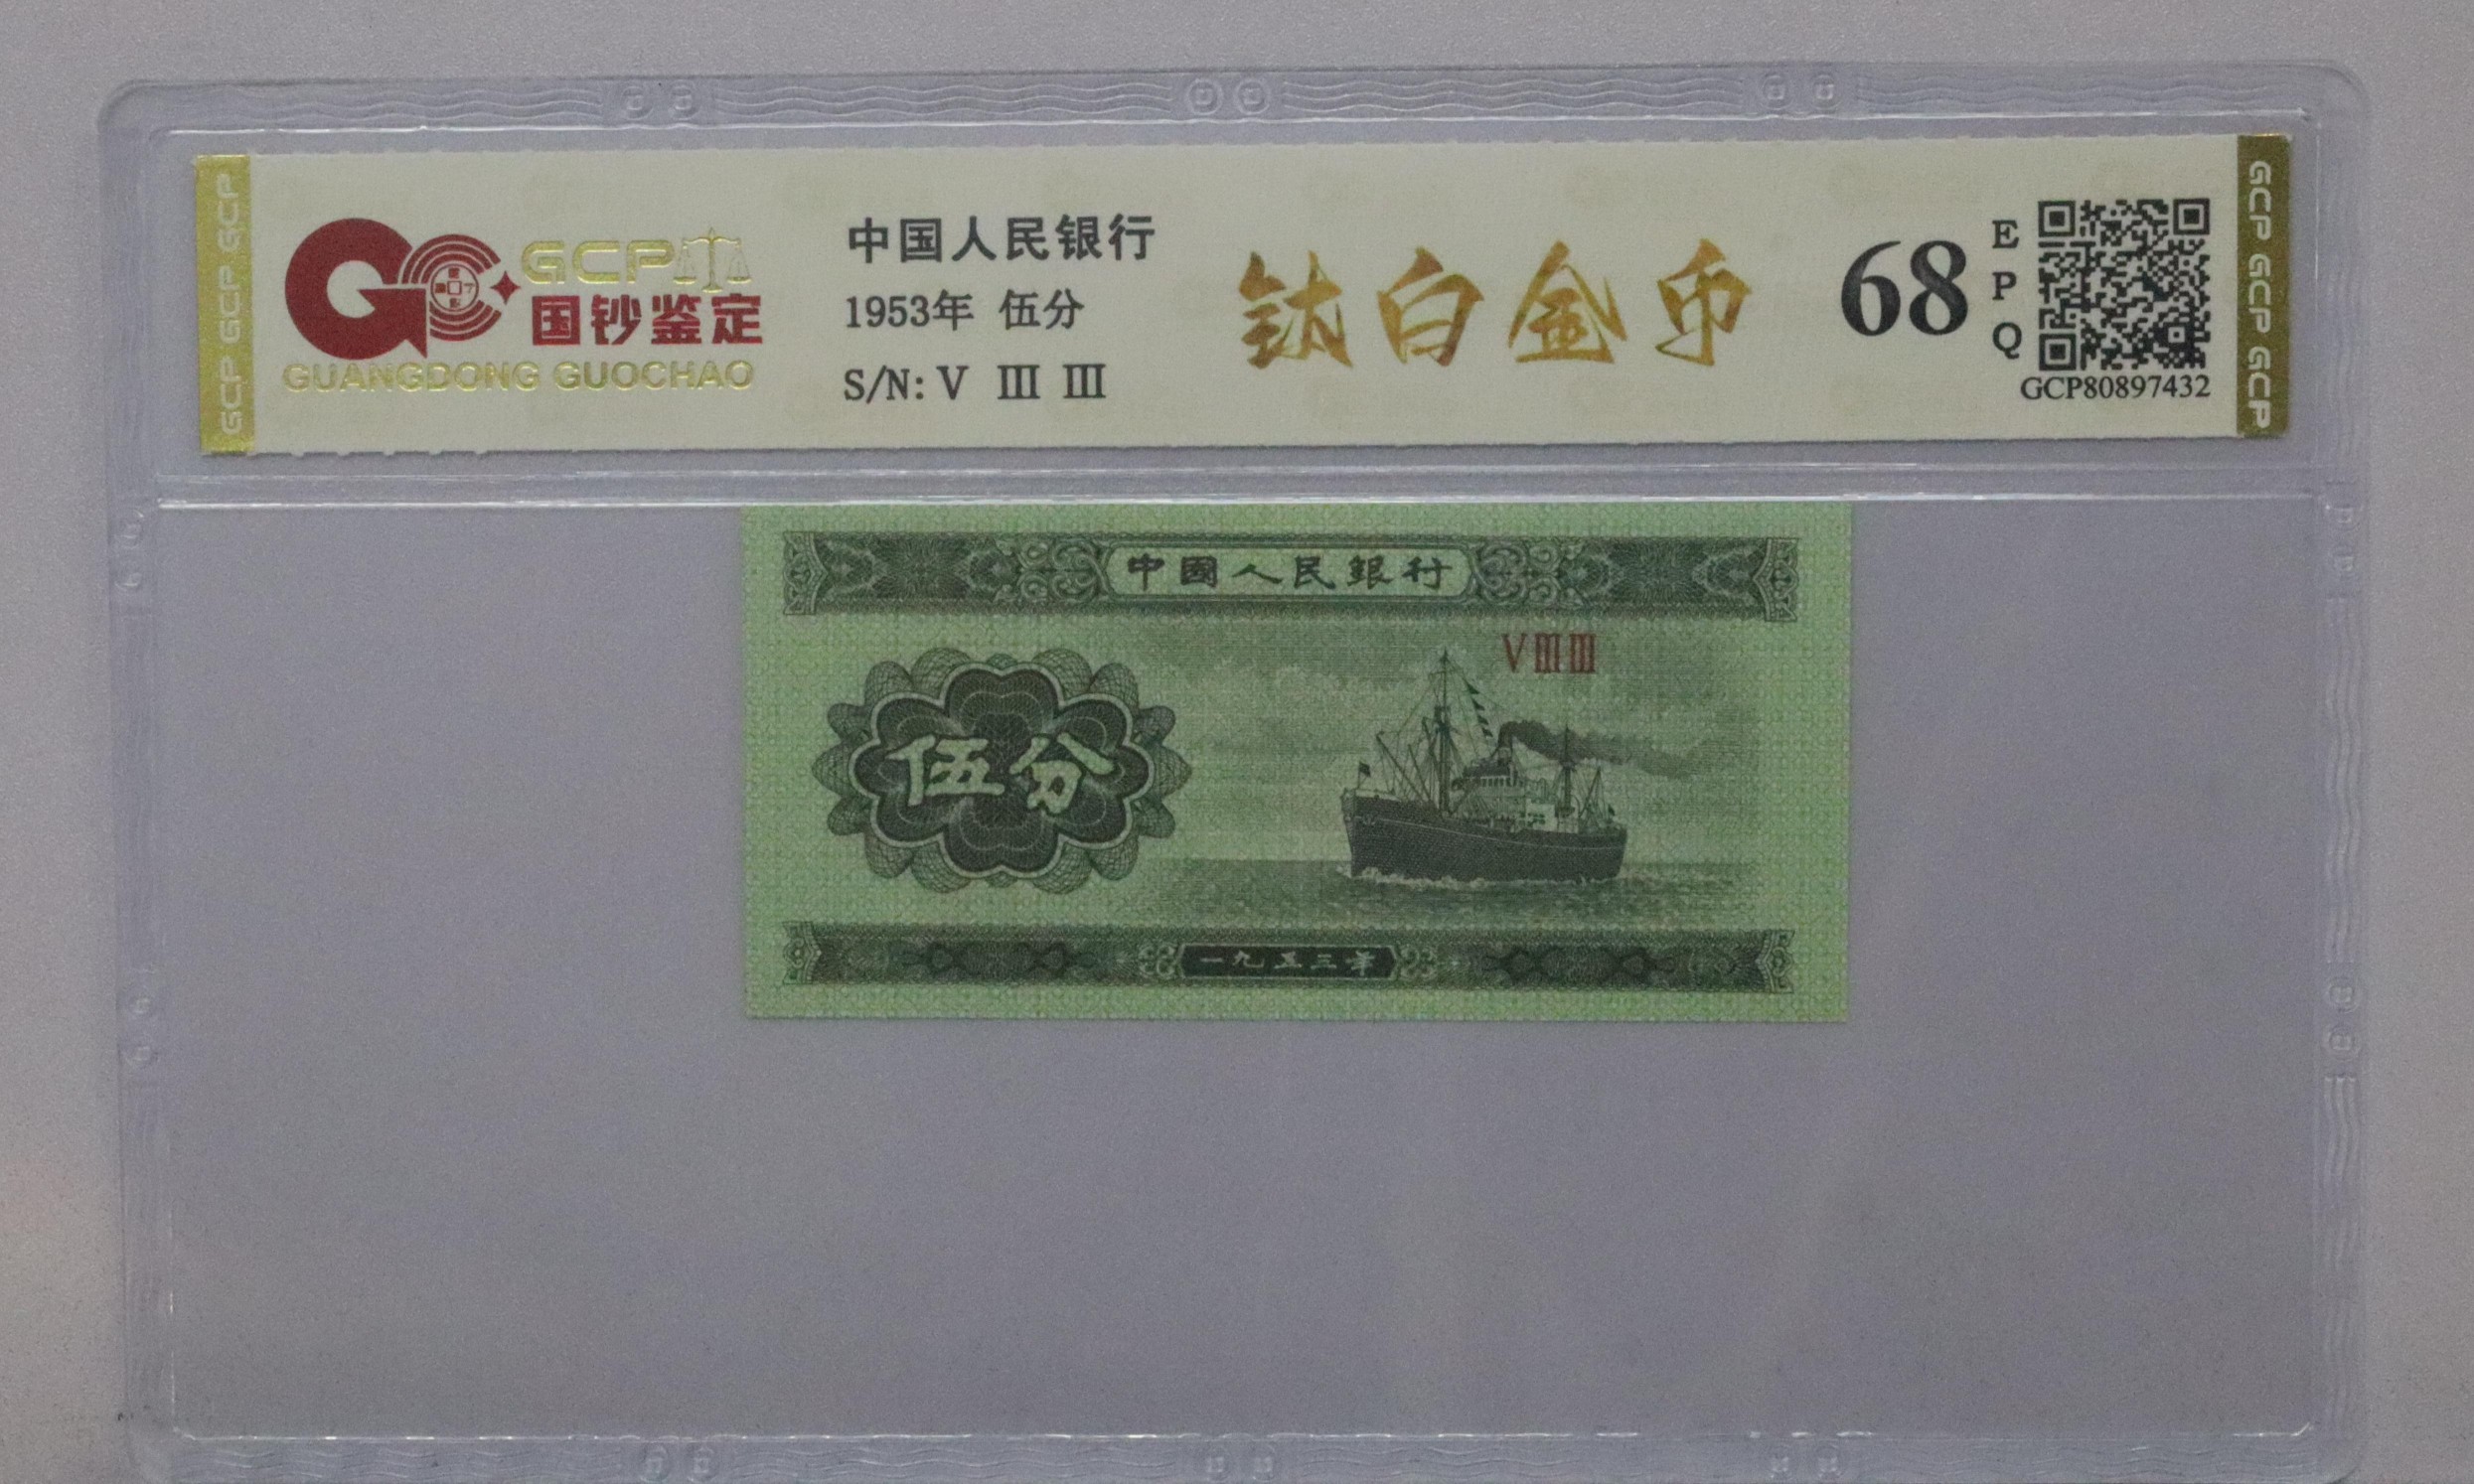 GCP GCP GCP
GCP
国钞鉴定
GUANGDONG GUOCHAO
中国人民银行
1953年 伍分
S/N: V III III
钛白金币
68
E
P
Q
GCP80897432
GCP GCP GCP
中國人民銀行
V III III
伍分
一九五三年